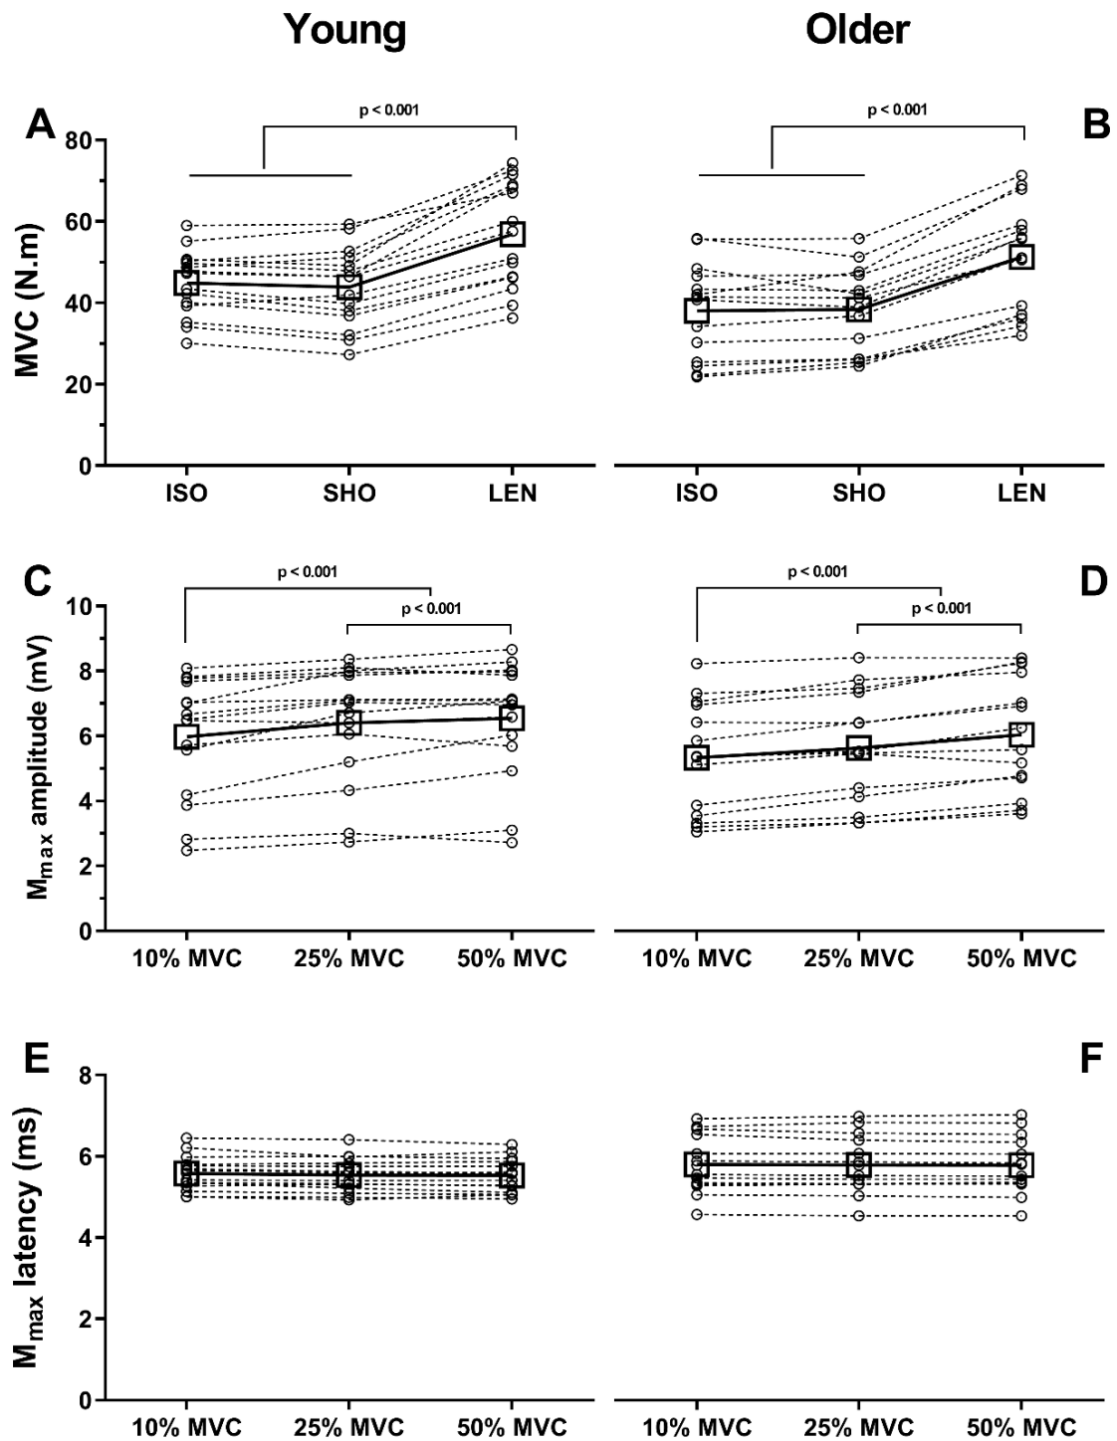 Young Older
A B
p < 0.001 p < 0.001
MVC (N.m)
80
60
40
20
0
ISO SHO LEN ISO SHO LEN
C D
p < 0.001 p < 0.001
p < 0.001 p < 0.001
Mmax amplitude (mV)
10
8
6
4
2
0
10% MVC 25% MVC 50% MVC 10% MVC 25% MVC 50% MVC
E F
Mmax latency (ms)
8
6
4
2
0
10% MVC 25% MVC 50% MVC 10% MVC 25% MVC 50% MVC